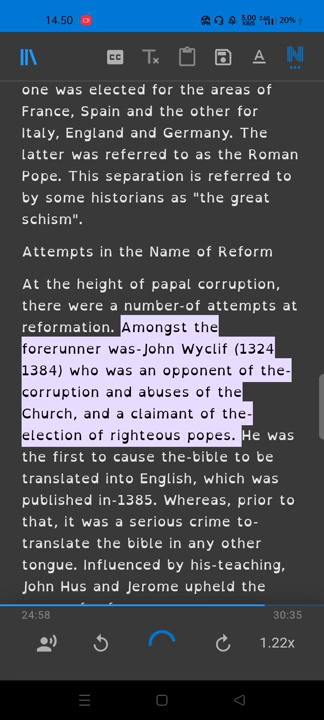 14.50
5.00
KB/S
20%
CC
A
N
one was elected for the areas of
France, Spain and the other for
Italy, England and Germany. The
latter was referred to as the Roman
Pope. This separation is referred to
by some historians as "the great
schism".
Attempts in the Name of Reform
At the height of papal corruption,
there were a number-of attempts at
reformation. Amongst the
forerunner was-John Wyclif (1324
1384) who was an opponent of the-
corruption and abuses of the
Church, and a claimant of the-
election of righteous popes. He was
the first to cause the-bible to be
translated into English, which was
published in-1385. Whereas, prior to
that, it was a serious crime to-
translate the bible in any other
tongue. Influenced by his-teaching,
John Hus and Jerome upheld the
24:58
30:35
1.22x